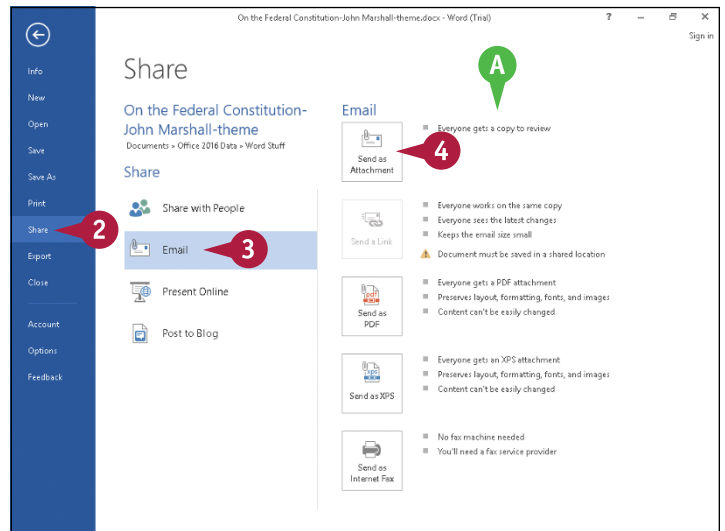 On the Federal Constitution-John Marshall-theme.docx - Word (Trial)
?
Sign in
Info
New
Open
Save
Save As
Print
Share
Export
Close
Account
Options
Feedback
2
Share
On the Federal Constitution-
John Marshall-theme
Documents » Office 2016 Data » Word Stuff
Share
Share with People
Email
3
Present Online
Post to Blog
A
Email
Send as
Attachment
4
Everyone gets a copy to review
Send a Link
Everyone works on the same copy
Everyone sees the latest changes
Keeps the email size small
Document must be saved in a shared location
pdf
Send as
PDF
Everyone gets a PDF attachment
Preserves layout, formatting, fonts, and images
Content can't be easily changed
xps
Send as XPS
Everyone gets an XPS attachment
Preserves layout, formatting, fonts, and images
Content can't be easily changed
Send as
Internet Fax
No fax machine needed
You'll need a fax service provider